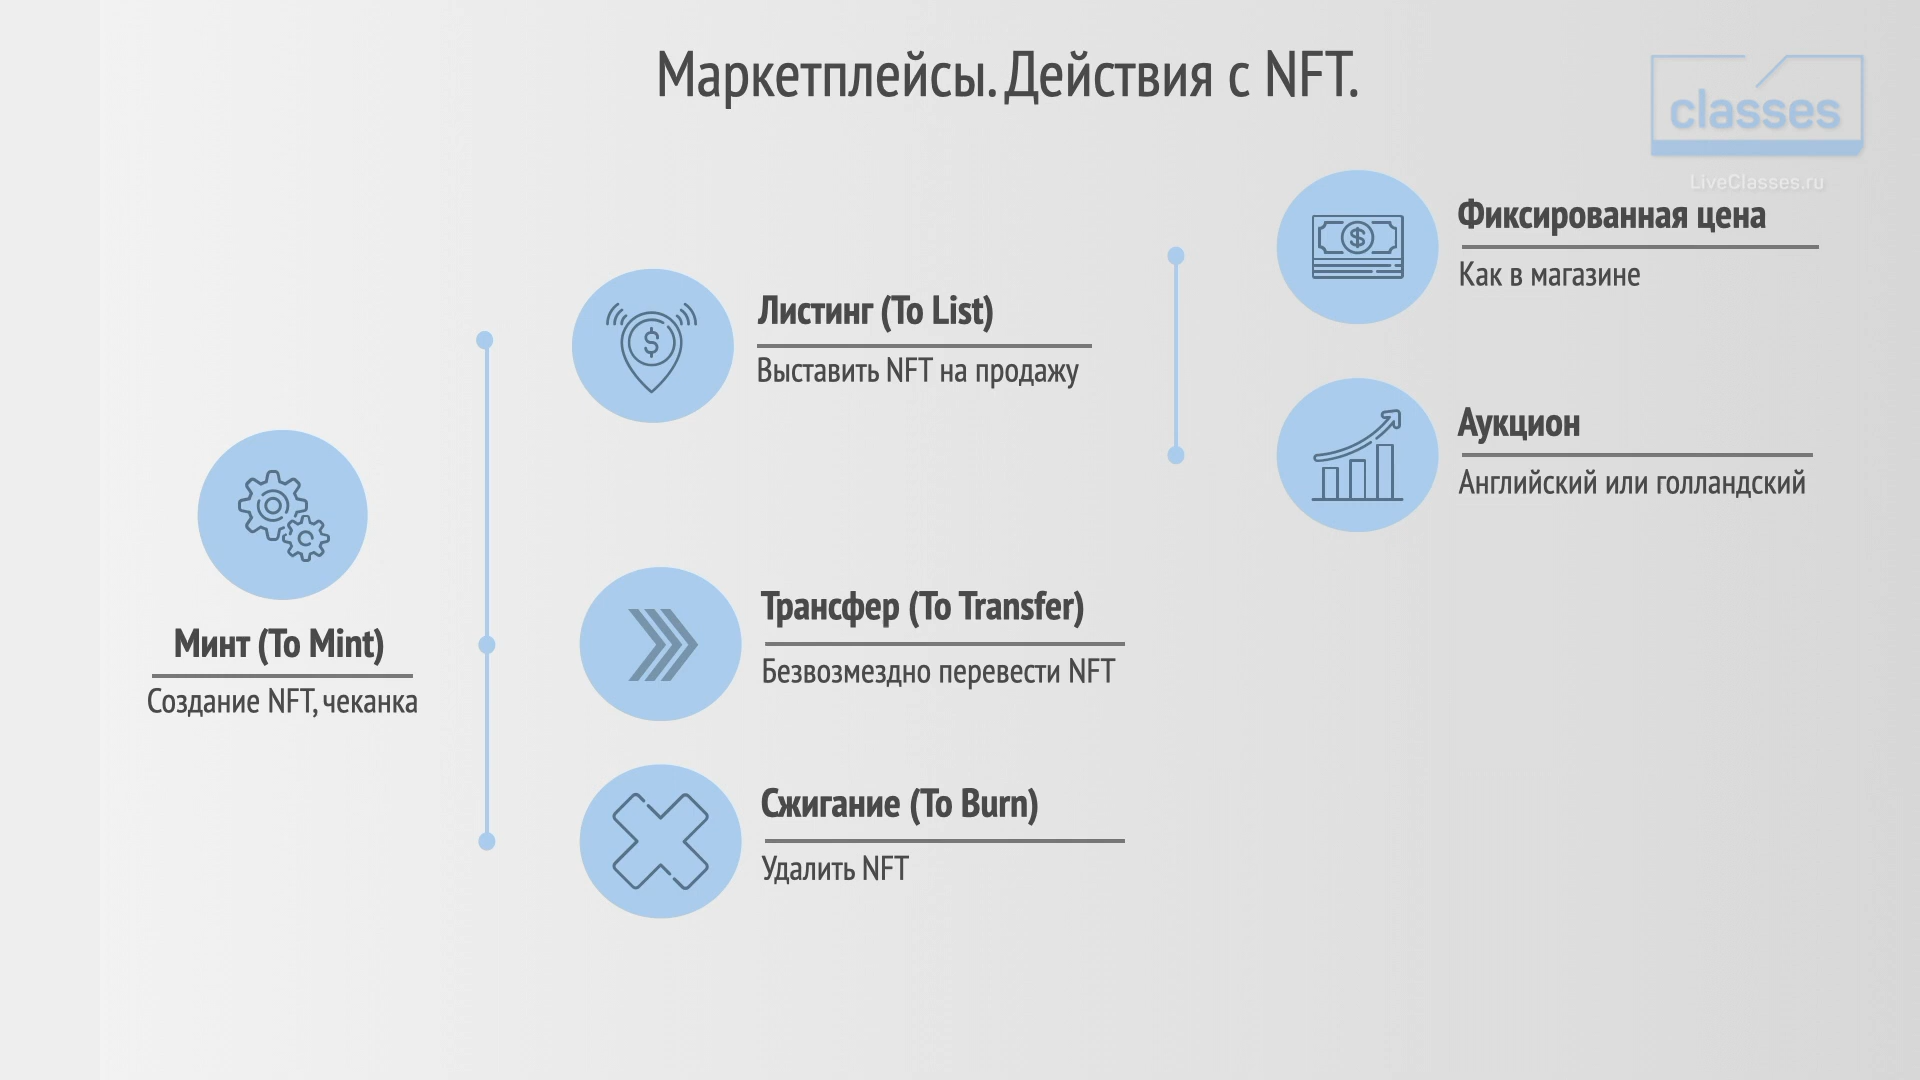 Маркетплейсы. Действия с NFT.
classes
LiveClasses.ru
Минт (To Mint)
Создание NFT, чеканка
Листинг (To List)
Выставить NFT на продажу
Трансфер (To Transfer)
Безвозмездно перевести NFT
Сжигание (To Burn)
Удалить NFT
$
Фиксированная цена
Как в магазине
$
Аукцион
Английский или голландский